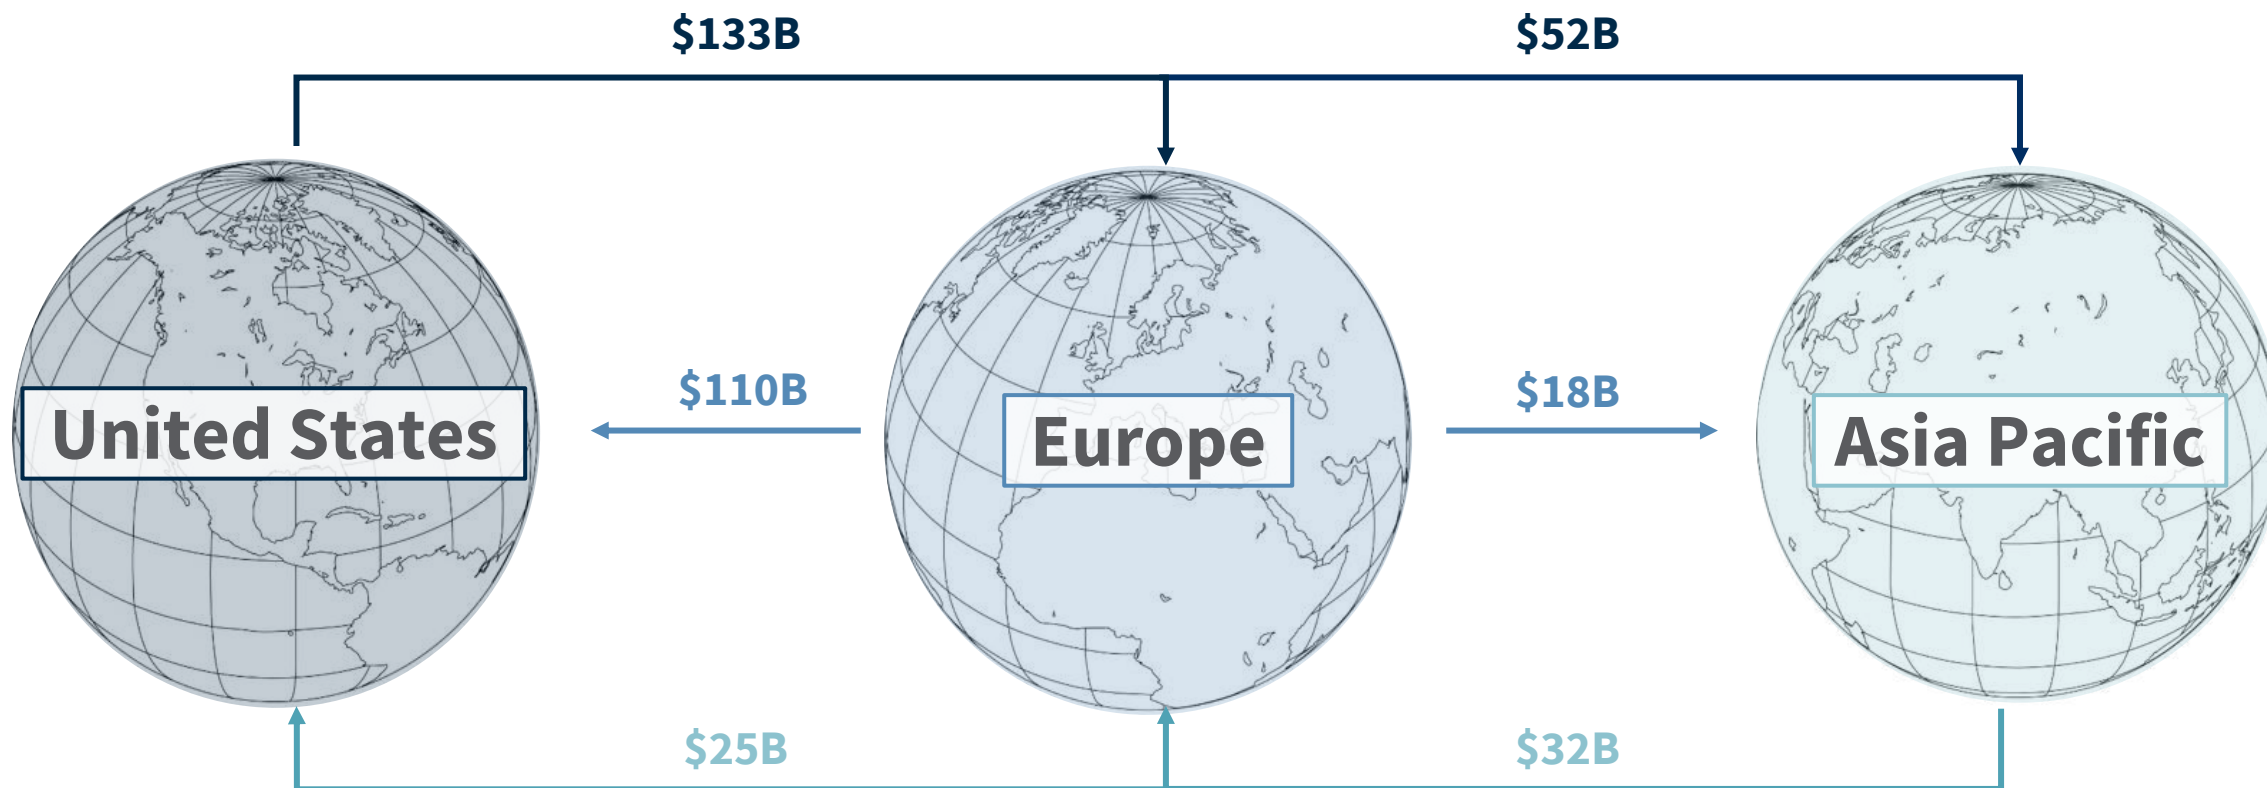 $133B
$52B
$110B
$18B
United States
Europe
Asia Pacific
$25B
$32B